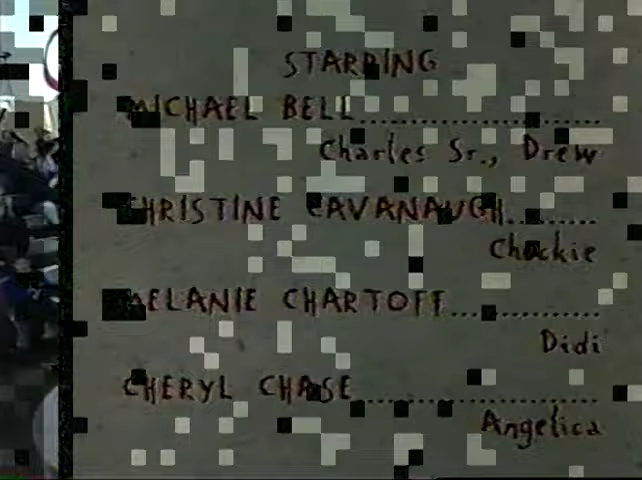 STARRING
MICHAEL BELL..............................
Charles Sr., Drew
CHRISTINE CAVANAUGH..........
Chuckie
MELANIE CHARTOFF.................
Didi
CHERYL CHASE.............................
Angelica